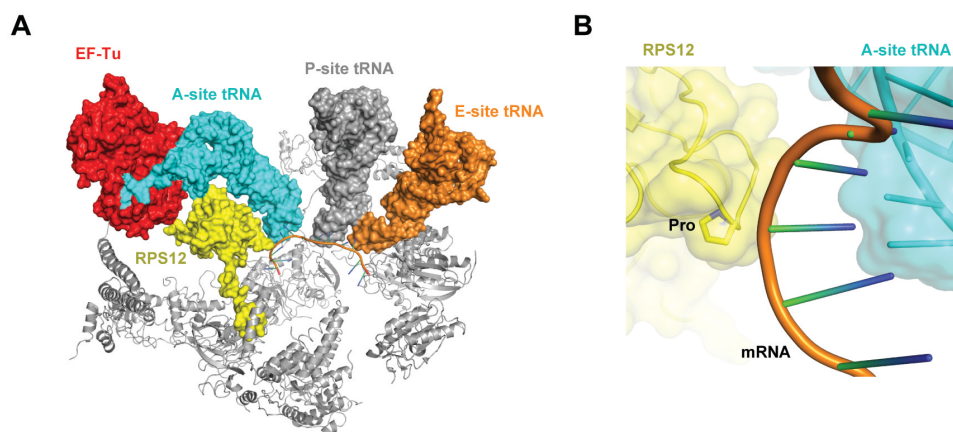 A
EF-Tu
A-site tRNA
P-site tRNA
E-site tRNA
RPS12
B
RPS12
A-site tRNA
Pro
mRNA